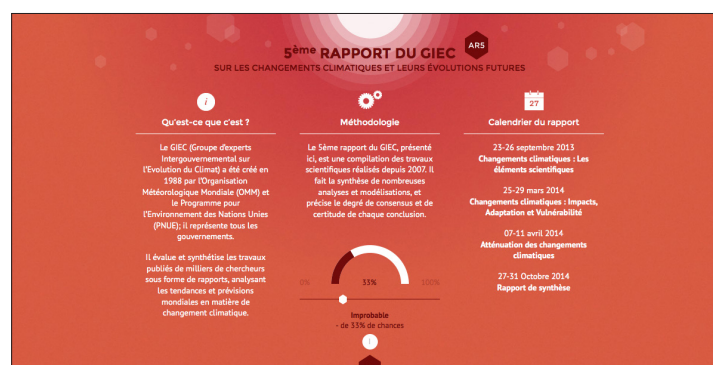 5ème RAPPORT DU GIEC
AR5
SUR LES CHANGEMENTS CLIMATIQUES ET LEURS ÉVOLUTIONS FUTURES
i
Qu'est-ce que c'est ?
Le GIEC (Groupe d'experts
Intergouvernemental sur
l'Evolution du Climat) a été créé en
1988 par l'Organisation
Météorologique Mondiale (OMM) et
le Programme pour
l'Environnement des Nations Unies
(PNUE); il représente tous les
gouvernements.
Il évalue et synthétise les travaux
publiés de milliers de chercheurs
sous forme de rapports, analysant
les tendances et prévisions
mondiales en matière de
changement climatique.
Méthodologie
Le 5ème rapport du GIEC, présenté
ici, est une compilation des travaux
scientifiques réalisés depuis 2007. Il
fait la synthèse de nombreuses
analyses et modélisations, et
précise le degré de consensus et de
certitude de chaque conclusion.
0%
33%
100%
Improbable
- de 33% de chances
27
Calendrier du rapport
23-26 septembre 2013
Changements climatiques : Les
éléments scientifiques
25-29 mars 2014
Changements climatiques : Impacts,
Adaptation et Vulnérabilité
07-11 avril 2014
Atténuation des changements
climatiques
27-31 Octobre 2014
Rapport de synthèse